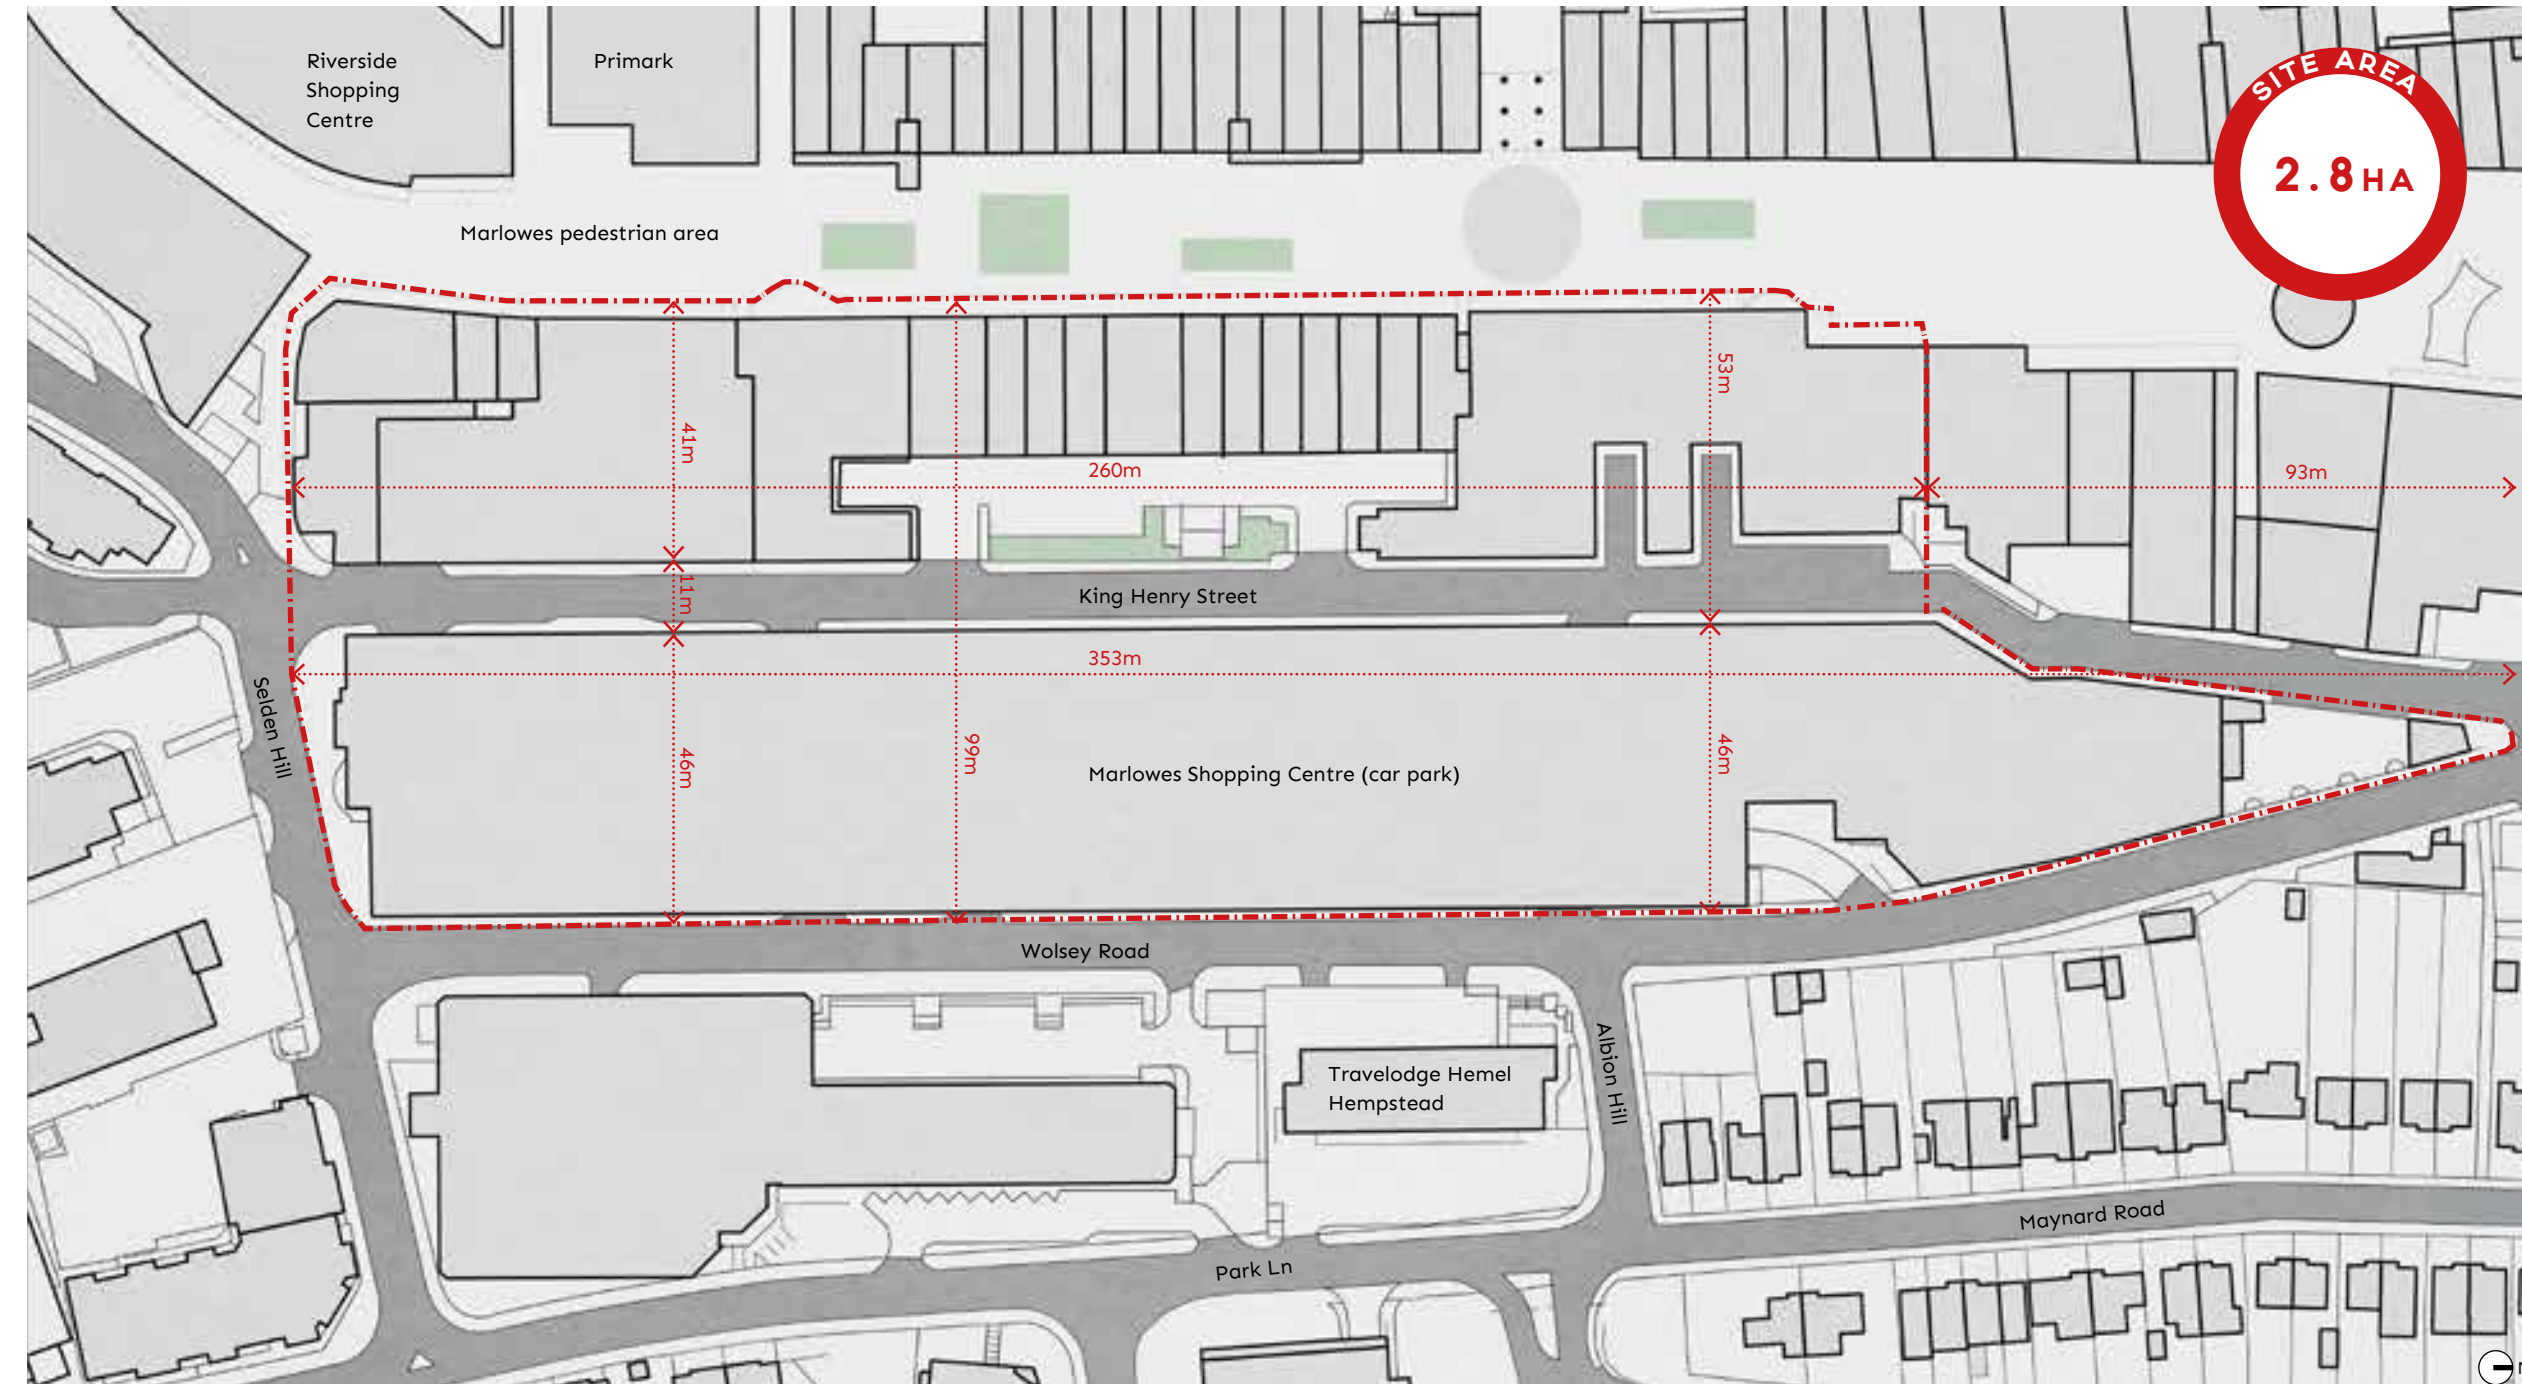 Riverside
Shopping
Centre
Primark
SITE AREA
2.8HA
Marlowes pedestrian area
53m
41m
260m
93m
11m
King Henry Street
353m
Selden Hill
46m
99m
46m
Marlowes Shopping Centre (car park)
Wolsey Road
Albion Hill
Travelodge Hemel
Hempstead
Maynard Road
Park Ln